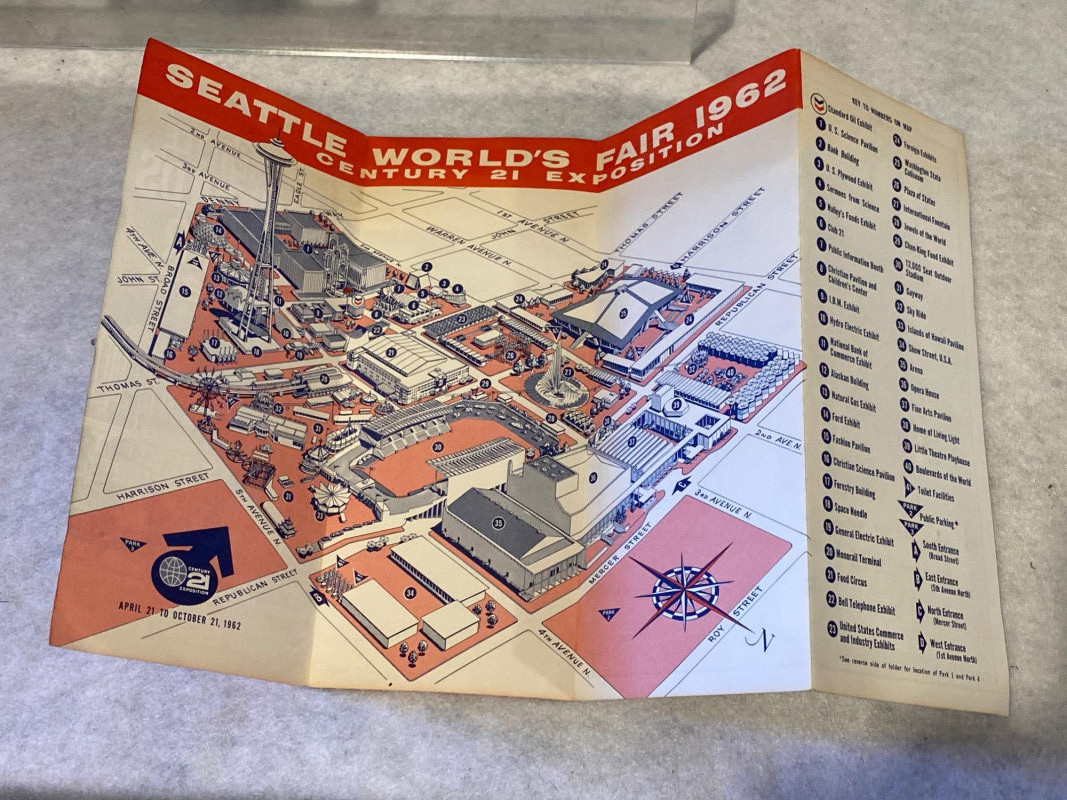 SEATTLE WORLD'S FAIR 1962
CENTURY 21 EXPOSITION
2ND AVENUE
3RD AVENUE
EAGLE ST.
DENNY
4TH AVE. N.
JOHN ST.
BROAD STREET
THOMAS ST.
HARRISON STREET
5TH AVENUE N.
REPUBLICAN STREET
1ST AVENUE N.
JOHN STREET
WARREN AVENUE N.
THOMAS STREET
HARRISON STREET
REPUBLICAN STREET
2ND AVE N.
3RD AVENUE N.
MERCER STREET
ROY STREET
4TH AVENUE N.
N
PARK 3
PARK 2
CENTURY
21
EXPOSITION
APRIL 21 TO OCTOBER 21, 1962
KEY TO NUMBERS ON MAP
Standard Oil Exhibit
1 U. S. Science Pavilion
2 Bank Building
3 U. S. Plywood Exhibit
4 Sermons from Science
5 Kelley's Foods Exhibit
6 Club 21
7 Public Information Booth
8 Christian Pavilion and
Children's Center
9 I.B.M. Exhibit
10 Hydro Electric Exhibit
11 National Bank of
Commerce Exhibit
12 Alaskan Building
13 Natural Gas Exhibit
14 Ford Exhibit
15 Fashion Pavilion
16 Christian Science Pavilion
17 Forestry Building
18 Space Needle
19 General Electric Exhibit
20 Monorail Terminal
21 Food Circus
22 Bell Telephone Exhibit
23 United States Commerce
and Industry Exhibits
24 Foreign Exhibits
25 Washington State
Coliseum
26 Plaza of States
27 International Fountain
28 Jewels of the World
29 Chun-King Food Exhibit
30 12,000 Seat Outdoor
Stadium
31 Gayway
32 Sky Ride
33 Islands of Hawaii Pavilion
34 Show Street, U.S.A.
35 Arena
36 Opera House
37 Fine Arts Pavilion
38 Home of Living Light
39 Little Theatre Playhouse
40 Boulevards of the World
Toilet Facilities
PARK
Public Parking*
PARK
A South Entrance
(Broad Street)
B East Entrance
(5th Avenue North)
C North Entrance
(Mercer Street)
D West Entrance
(1st Avenue North)
*See reverse side of folder for location of Park 1 and Park 4